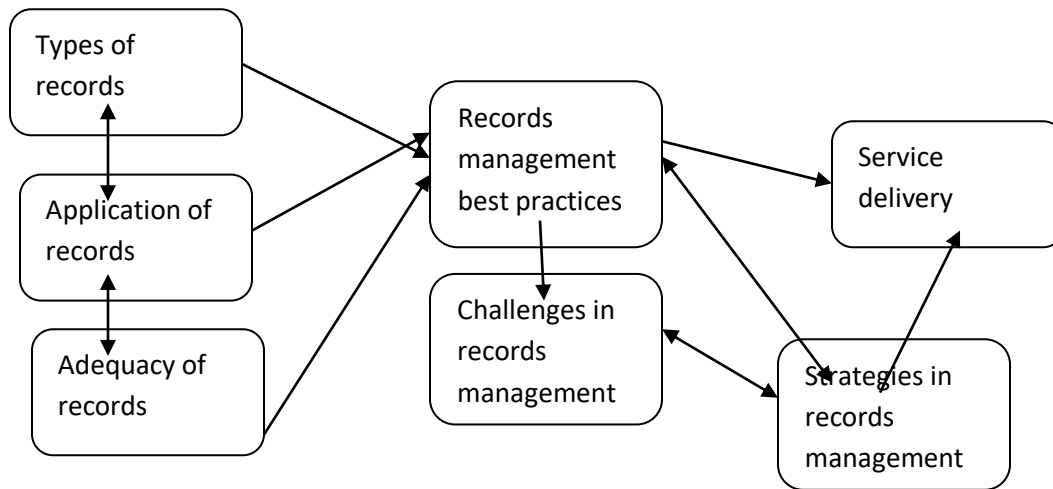 Types of
records
Application of
records
Adequacy of
records
Records
management
best practices
Challenges in
records
management
Service
delivery
Strategies in
records
management